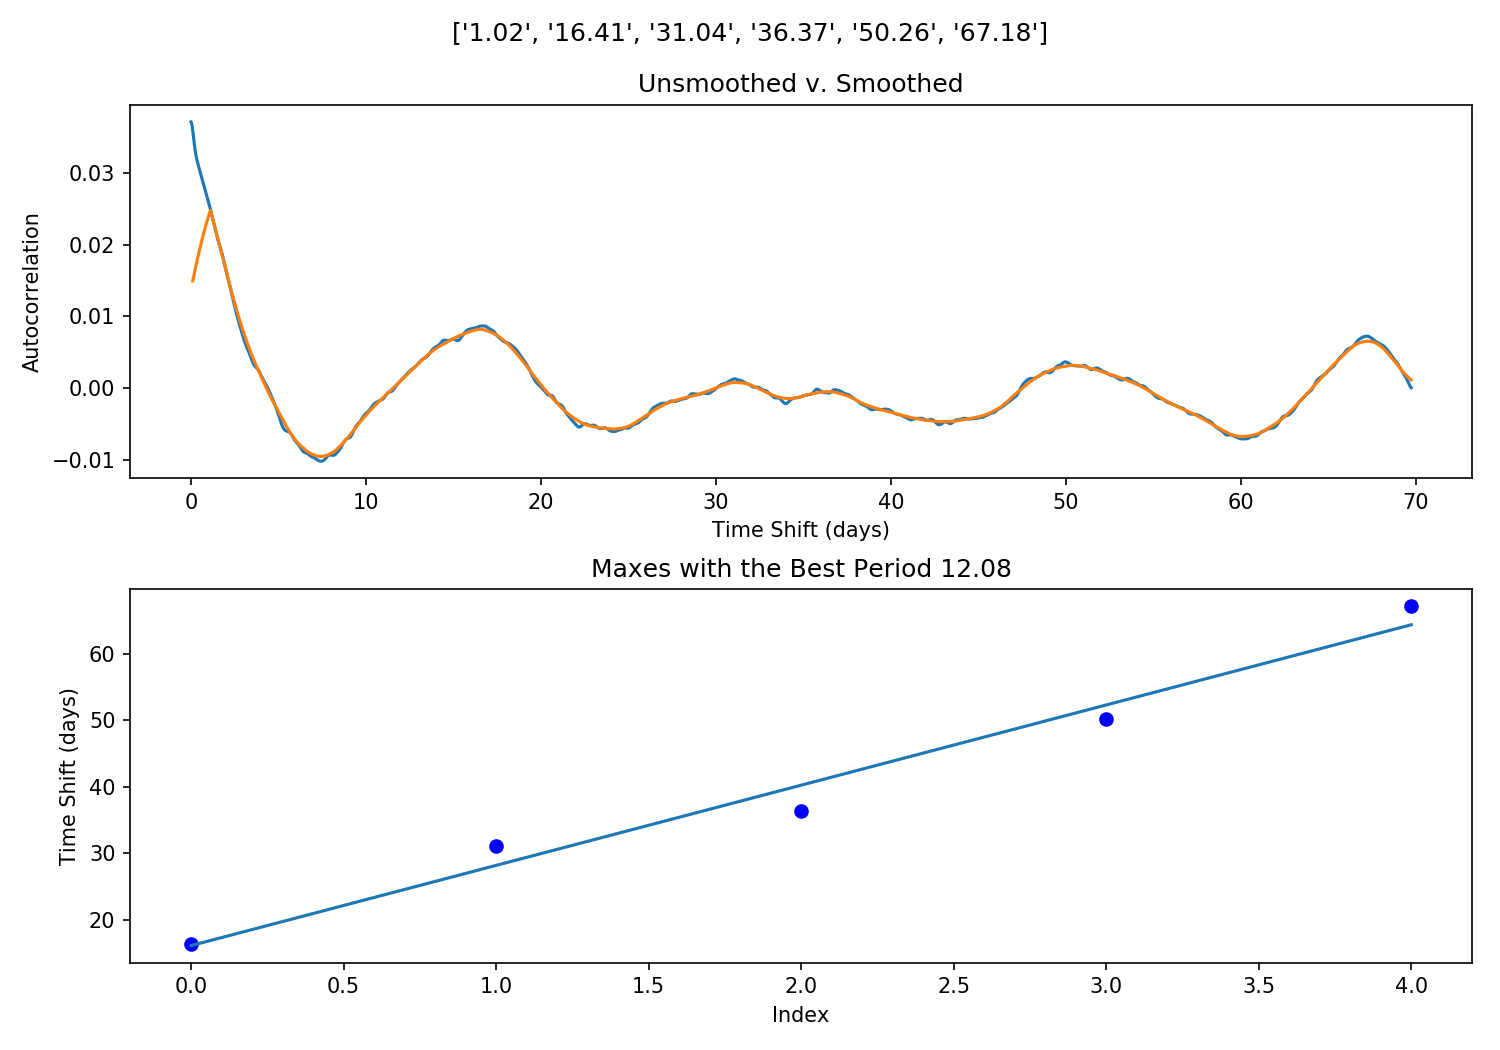 ['1.02', '16.41', '31.04', '36.37', '50.26', '67.18']
Unsmoothed v. Smoothed
Autocorrelation
0.03
0.02
0.01
0.00
−0.01
0 10 20 30 40 50 60 70
Time Shift (days)
Maxes with the Best Period 12.08
Time Shift (days)
60
50
40
30
20
0.0 0.5 1.0 1.5 2.0 2.5 3.0 3.5 4.0
Index